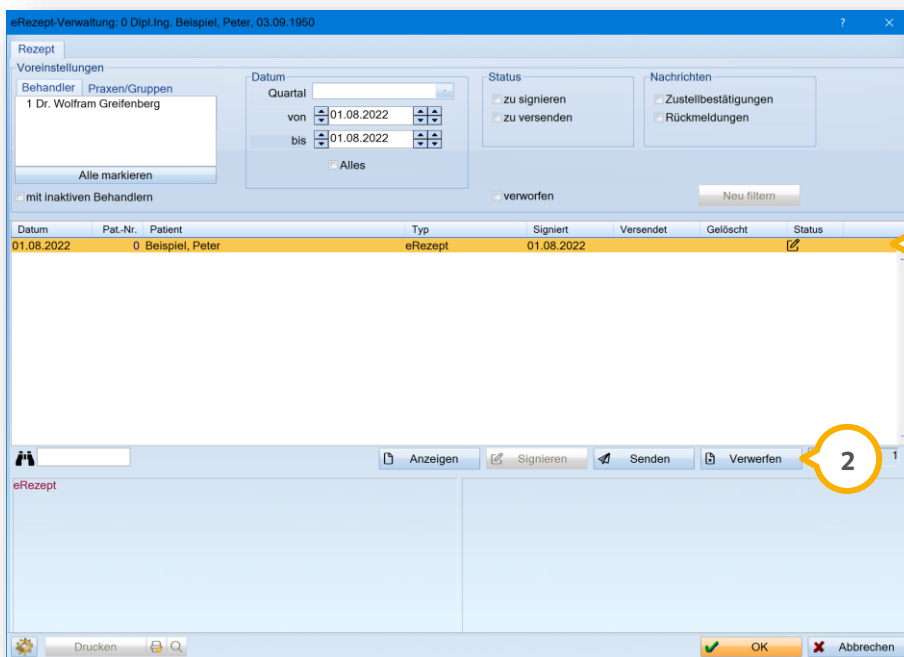 eRezept-Verwaltung: 0 Dipl.Ing. Beispiel, Peter, 03.09.1950 ?
Rezept
Voreinstellungen
Behandler Praxen/Gruppen
1 Dr. Wolfram Greifenberg
Alle markieren
mit inaktiven Behandlern
Datum
Quartal
von 01.08.2022
bis 01.08.2022
Alles
Status
zu signieren
zu versenden
verworfen
Nachrichten
Zustellbestätigungen
Rückmeldungen
Neu filtern
Datum Pat.-Nr. Patient Typ Signiert Versendet Gelöscht Status
01.08.2022 0 Beispiel, Peter eRezept 01.08.2022
Anzeigen Signieren Senden Verwerfen 2 1
eRezept
Drucken OK Abbrechen